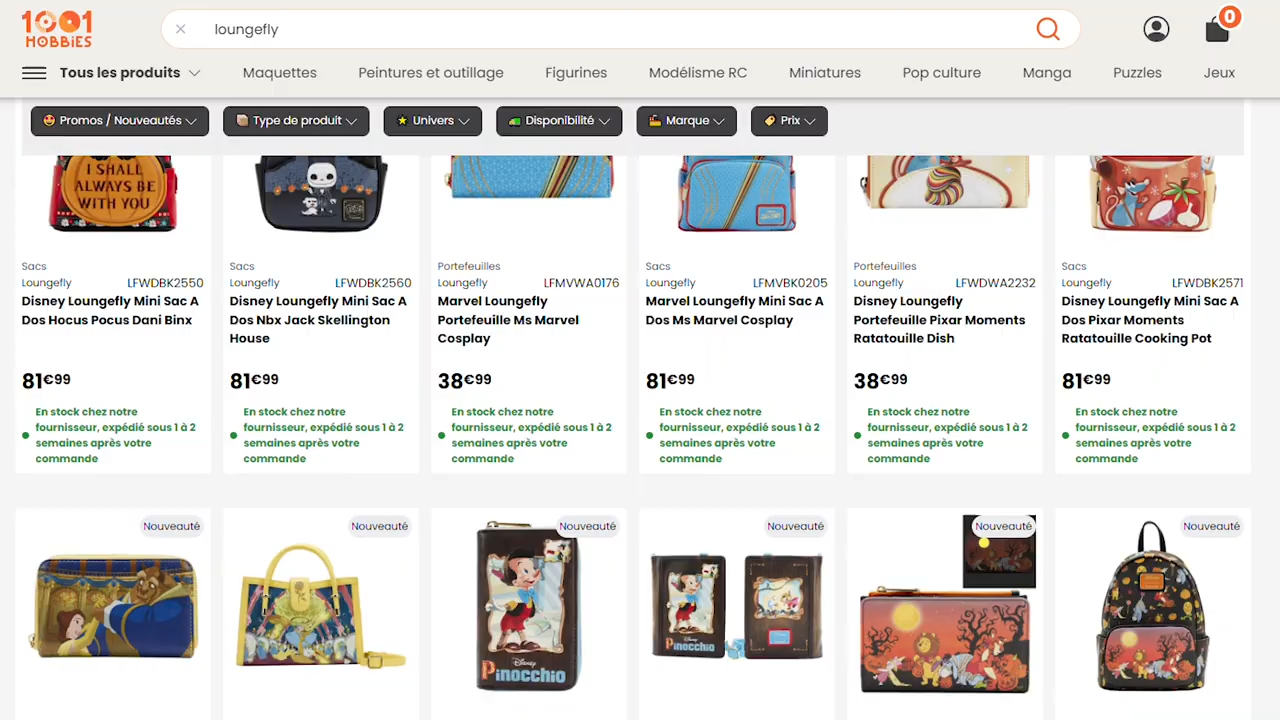 1001
HOBBIES
loungefly
0
Tous les produits
Maquettes
Peintures et outillage
Figurines
Modélisme RC
Miniatures
Pop culture
Manga
Puzzles
Jeux
Promos / Nouveautés
Type de produit
Univers
Disponibilité
Marque
Prix
I SHALL
ALWAYS BE
WITH YOU
Sacs
Loungefly LFWDBK2550
Disney Loungefly Mini Sac A
Dos Hocus Pocus Dani Binx
81€99
En stock chez notre
fournisseur, expédié sous 1 à 2
semaines après votre
commande
Sacs
Loungefly LFWDBK2560
Disney Loungefly Mini Sac A
Dos Nbx Jack Skellington
House
81€99
En stock chez notre
fournisseur, expédié sous 1 à 2
semaines après votre
commande
Portefeuilles
Loungefly LFMVWA0176
Marvel Loungefly
Portefeuille Ms Marvel
Cosplay
38€99
En stock chez notre
fournisseur, expédié sous 1 à 2
semaines après votre
commande
Sacs
Loungefly LFMVBK0205
Marvel Loungefly Mini Sac A
Dos Ms Marvel Cosplay
81€99
En stock chez notre
fournisseur, expédié sous 1 à 2
semaines après votre
commande
Portefeuilles
Loungefly LFWDWA2232
Disney Loungefly
Portefeuille Pixar Moments
Ratatouille Dish
38€99
En stock chez notre
fournisseur, expédié sous 1 à 2
semaines après votre
commande
Sacs
Loungefly LFWDBK2571
Disney Loungefly Mini Sac A
Dos Pixar Moments
Ratatouille Cooking Pot
81€99
En stock chez notre
fournisseur, expédié sous 1 à 2
semaines après votre
commande
Nouveauté
Nouveauté
Nouveauté
Disney
Pinocchio
Nouveauté
Disney
Pinocchio
Nouveauté
Nouveauté